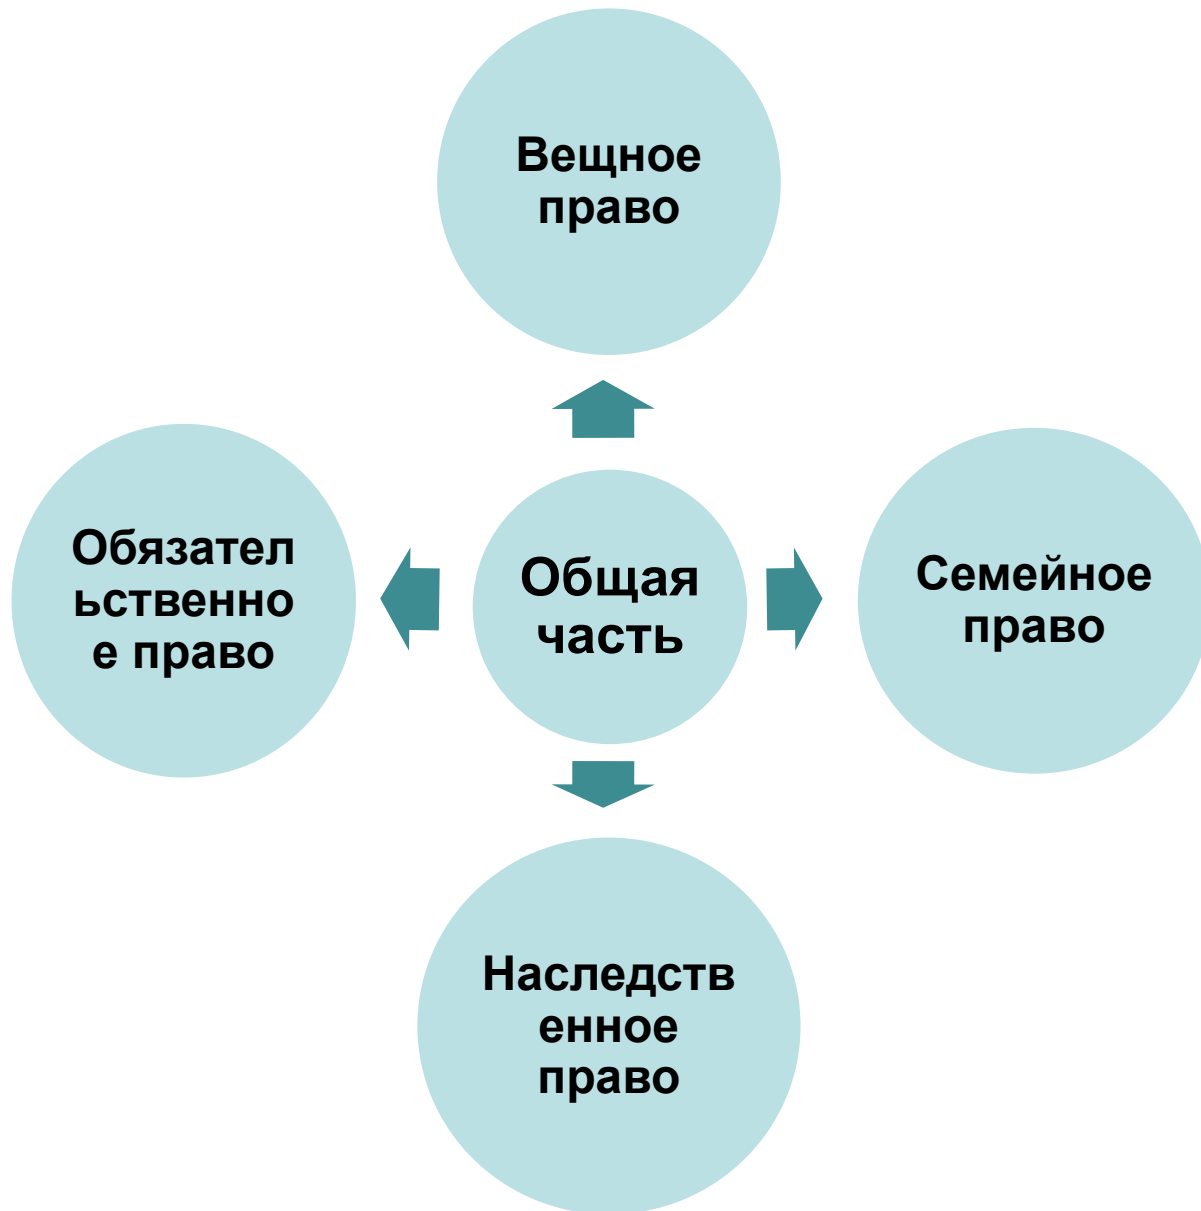 Вещное
право
Обязател
ьственно
е право
Общая
часть
Семейное
право
Наследств
енное
право